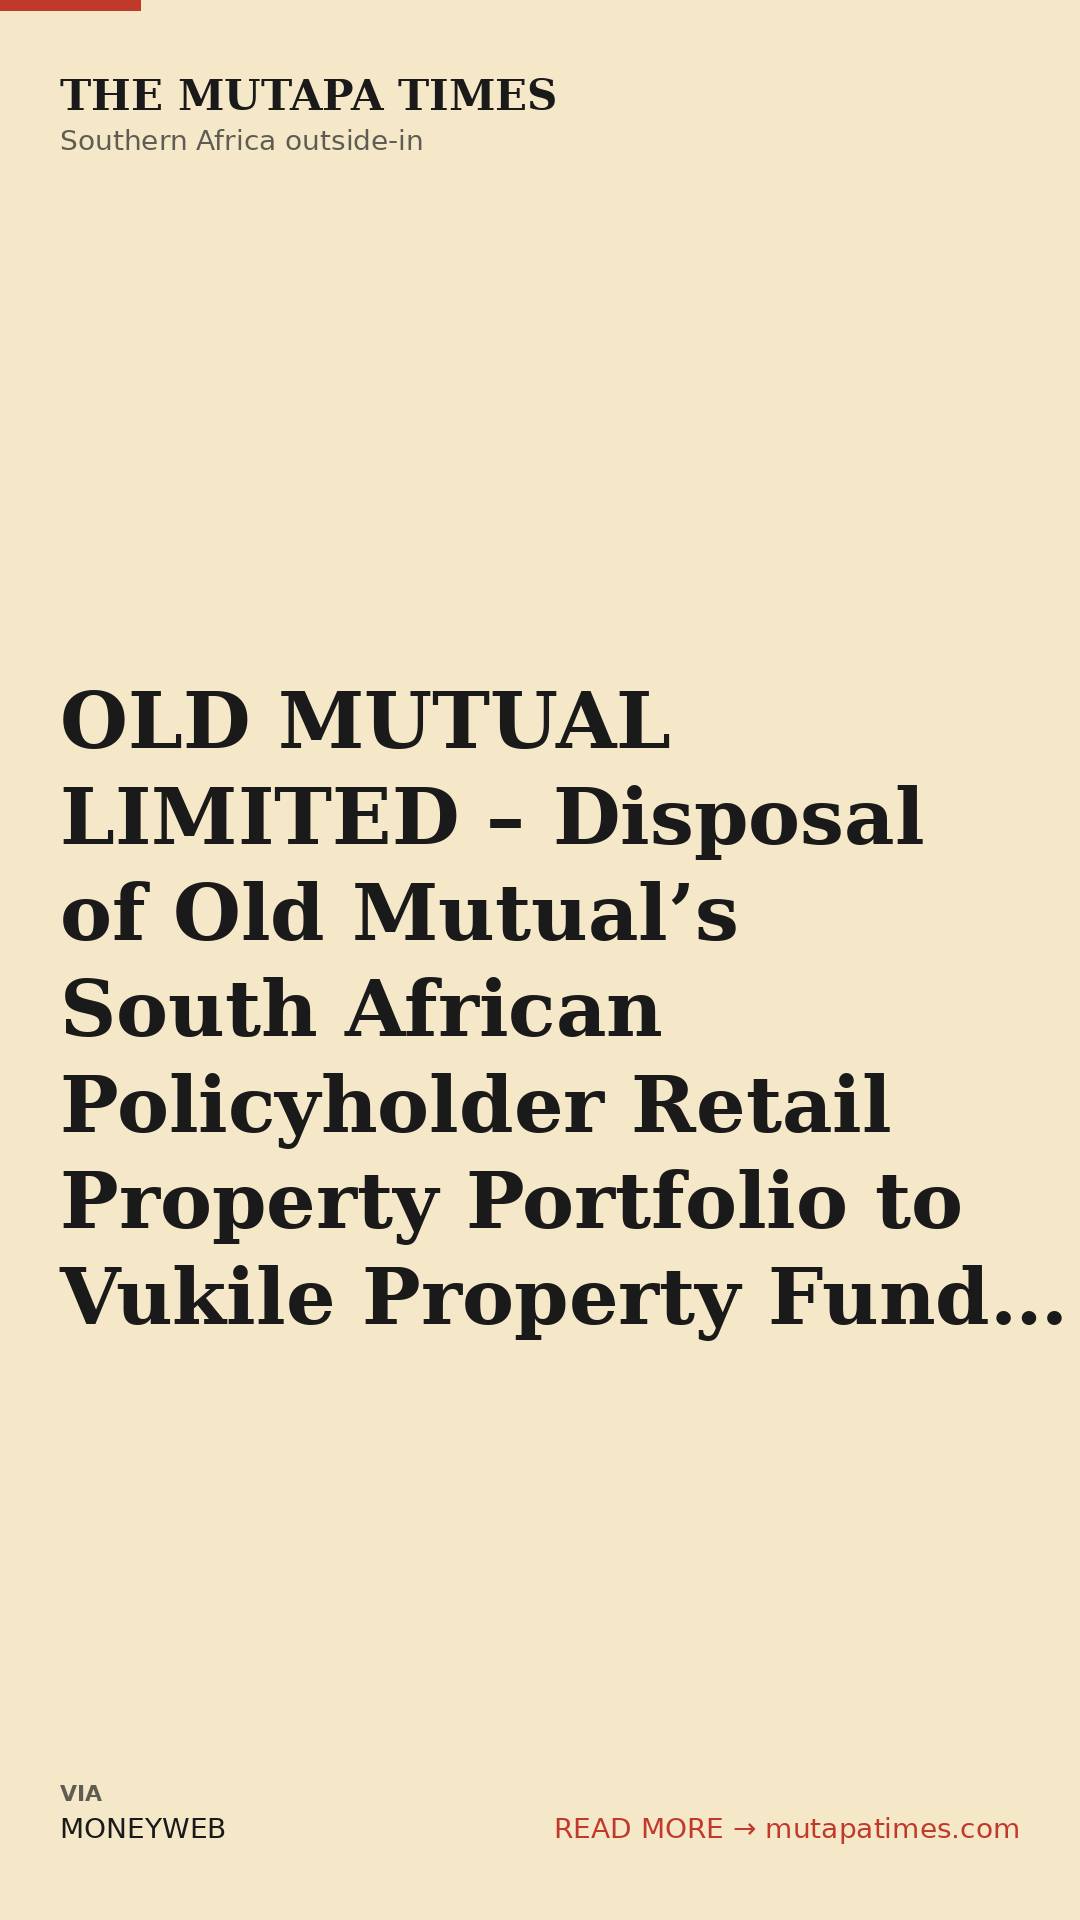 THE MUTAPA TIMES
Southern Africa outside-in
OLD MUTUAL
LIMITED – Disposal
of Old Mutual’s
South African
Policyholder Retail
Property Portfolio to
Vukile Property Fund…
VIA
MONEYWEB
READ MORE → mutapatimes.com